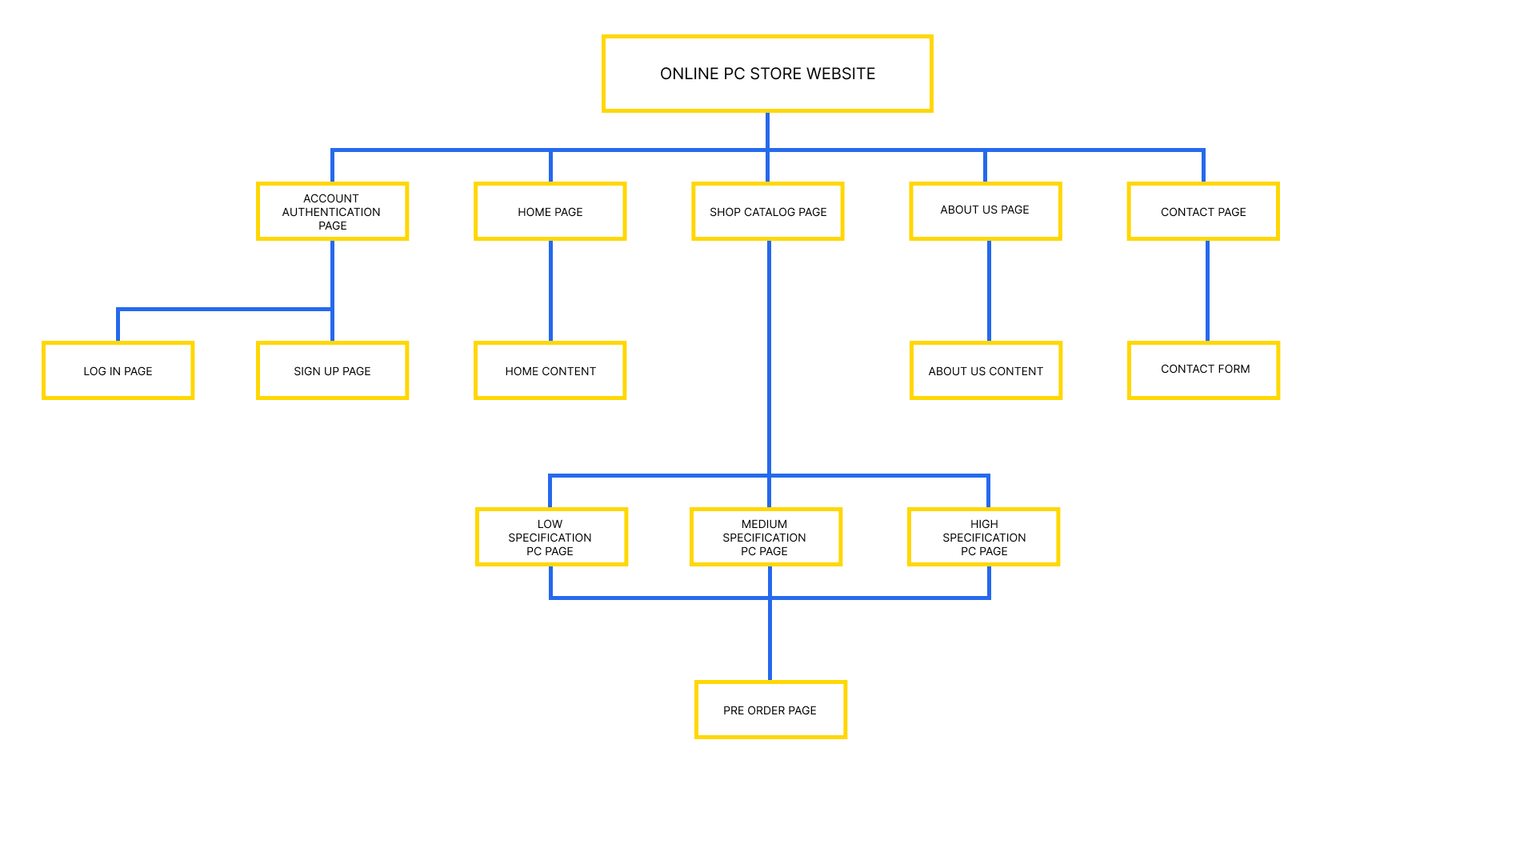 ONLINE PC STORE WEBSITE
ACCOUNT
AUTHENTICATION
PAGE
HOME PAGE
SHOP CATALOG PAGE
ABOUT US PAGE
CONTACT PAGE
LOG IN PAGE
SIGN UP PAGE
HOME CONTENT
ABOUT US CONTENT
CONTACT FORM
LOW
SPECIFICATION
PC PAGE
MEDIUM
SPECIFICATION
PC PAGE
HIGH
SPECIFICATION
PC PAGE
PRE ORDER PAGE